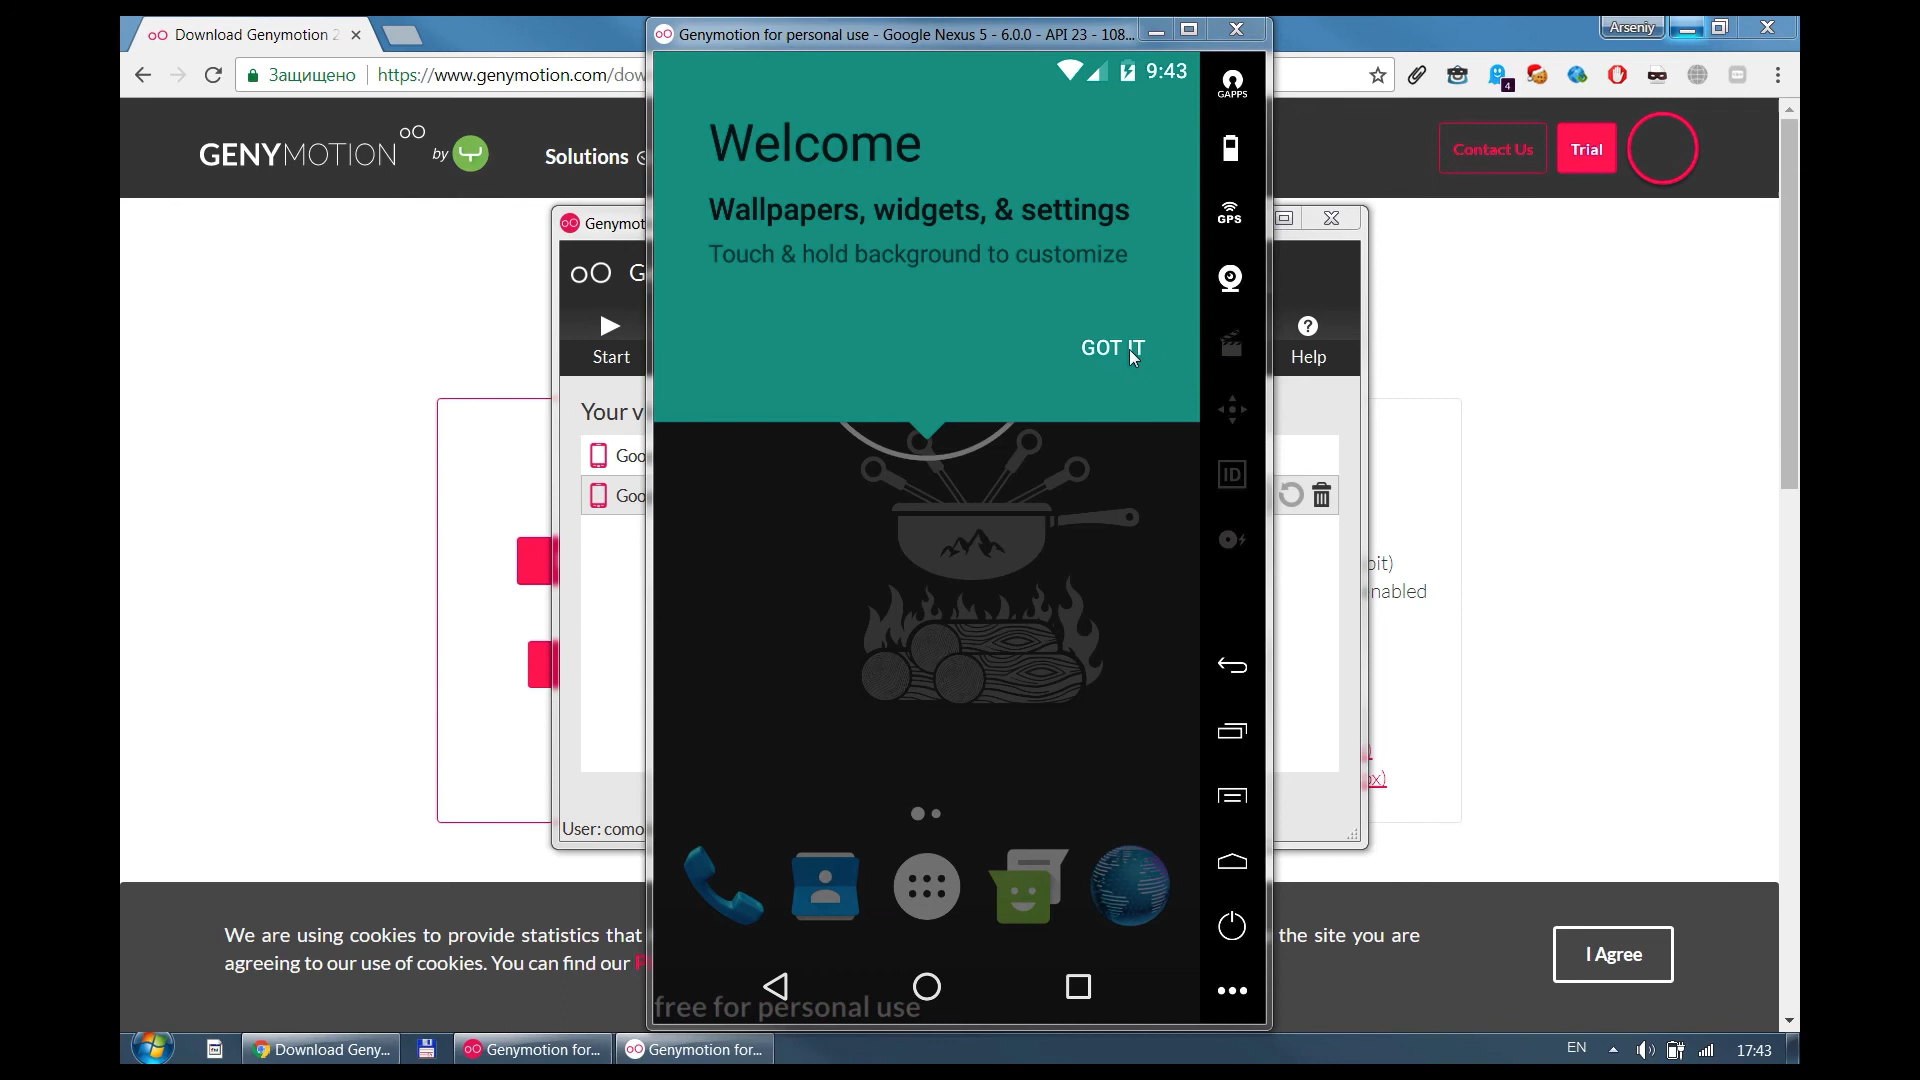 Download Genymotion 2
Genymotion for personal use - Google Nexus 5 - 6.0.0 - API 23 - 108...
Arseniy
Защищено
https://www.genymotion.com/dow
4
9:43
GAPPS
GENYMOTION
oO
by
Solutions
Contact Us
Trial
Welcome
Wallpapers, widgets, & settings
Touch & hold background to customize
GOT IT
GPS
Genymot
G
Start
Help
Your v
Goo
Goo
ID
bit)
nabled
ox)
User: como
We are using cookies to provide statistics that
the site you are
agreeing to our use of cookies. You can find our
I Agree
free for personal use
Download Geny...
Genymotion for...
Genymotion for...
EN
17:43